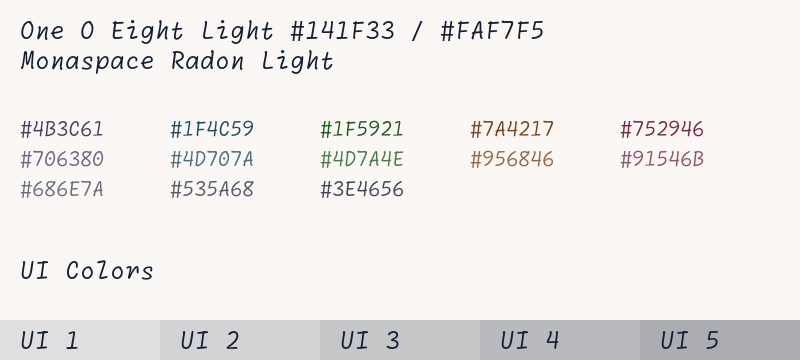 One O Eight Light #141F33 / #FAF7F5
Monaspace Radon Light
#4B3C61 #1F4C59 #1F5921 #7A4217 #752946
#706380 #4D707A #4D7A4E #956846 #91546B
#686E7A #535A68 #3E4656
UI Colors
UI 1 UI 2 UI 3 UI 4 UI 5